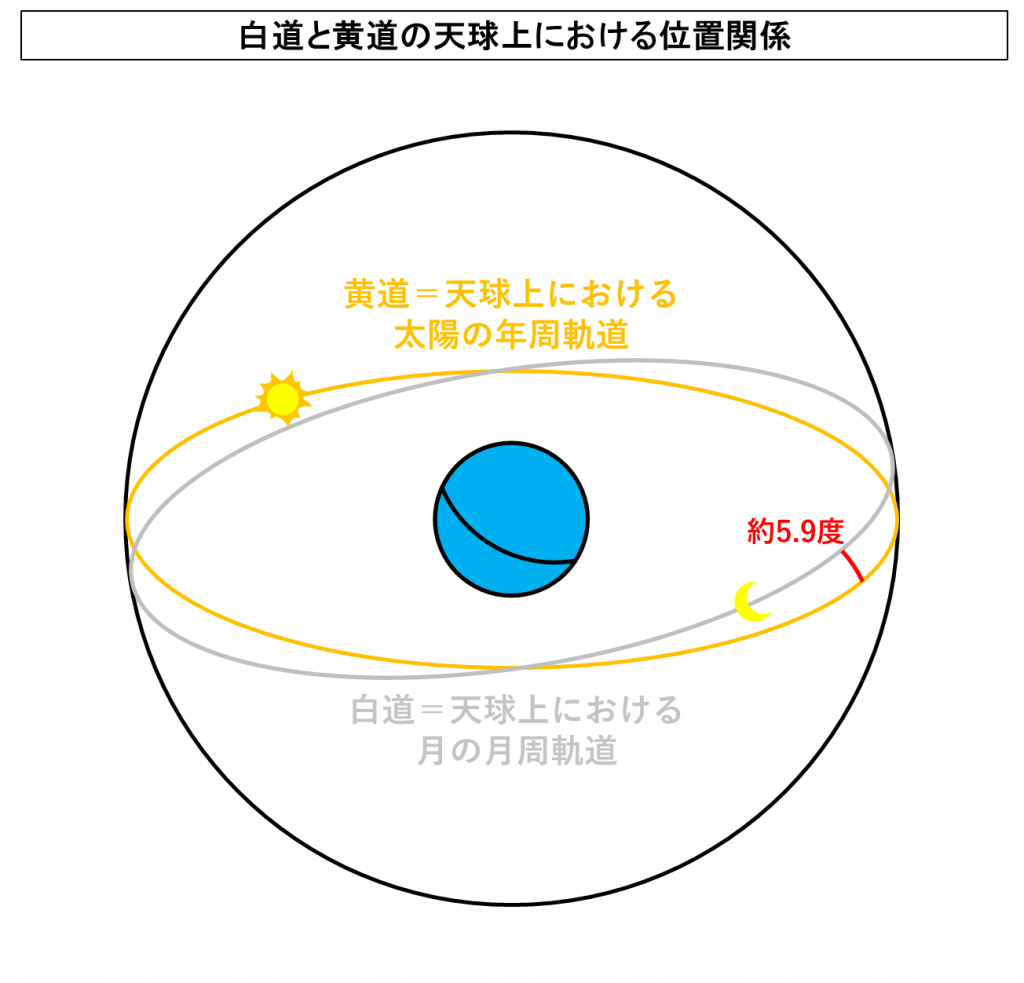 白道と黄道の天球上における位置関係
黄道＝天球上における
太陽の年周軌道
約5.9度
白道＝天球上における
月の月周軌道